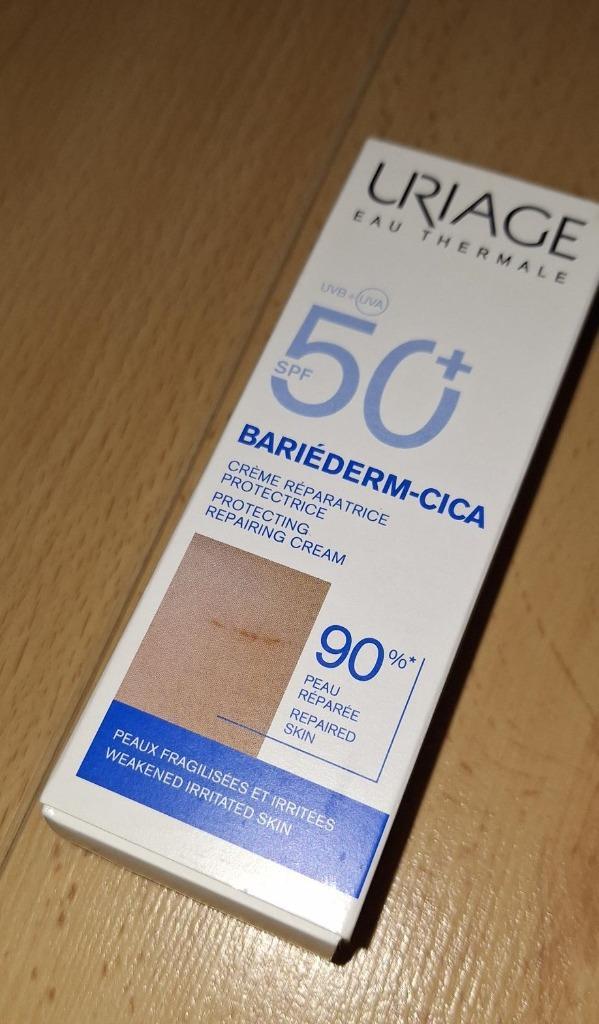 URIAGE
EAU THERMALE
UVB + UVA
SPF 50+
BARIÉDERM-CICA
CRÈME RÉPARATRICE
PROTECTRICE
PROTECTING
REPAIRING CREAM
90%*
PEAU
RÉPARÉE
REPAIRED
SKIN
PEAUX FRAGILISÉES ET IRRITÉES
WEAKENED IRRITATED SKIN